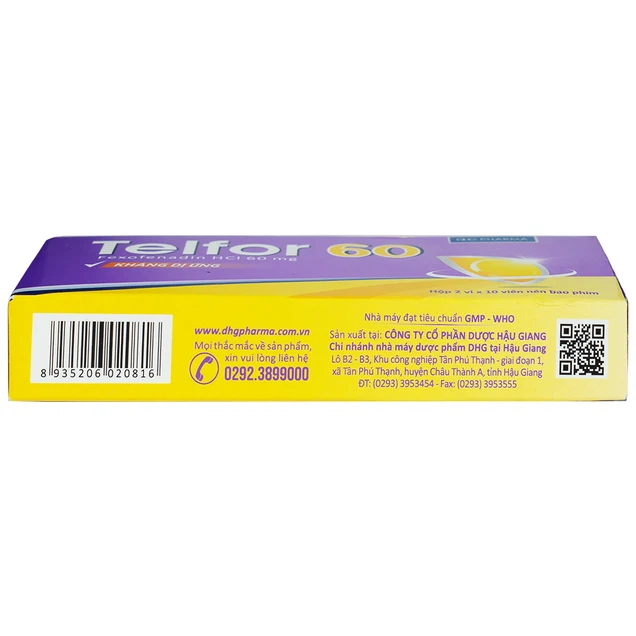 Telfor 60
Fexofenadin HCl 60 mg
KHÁNG DỊ ỨNG
DHG PHARMA
Hộp 2 vỉ x 10 viên nén bao phim
8 935206 020816
www.dhgpharma.com.vn
Mọi thắc mắc về sản phẩm,
xin vui lòng liên hệ
0292.3899000
Nhà máy đạt tiêu chuẩn GMP - WHO
Sản xuất tại: CÔNG TY CỔ PHẦN DƯỢC HẬU GIANG
Chi nhánh nhà máy dược phẩm DHG tại Hậu Giang
Lô B2 - B3, Khu công nghiệp Tân Phú Thạnh - giai đoạn 1,
xã Tân Phú Thạnh, huyện Châu Thành A, tỉnh Hậu Giang
ĐT: (0293) 3953454 - Fax: (0293) 3953555